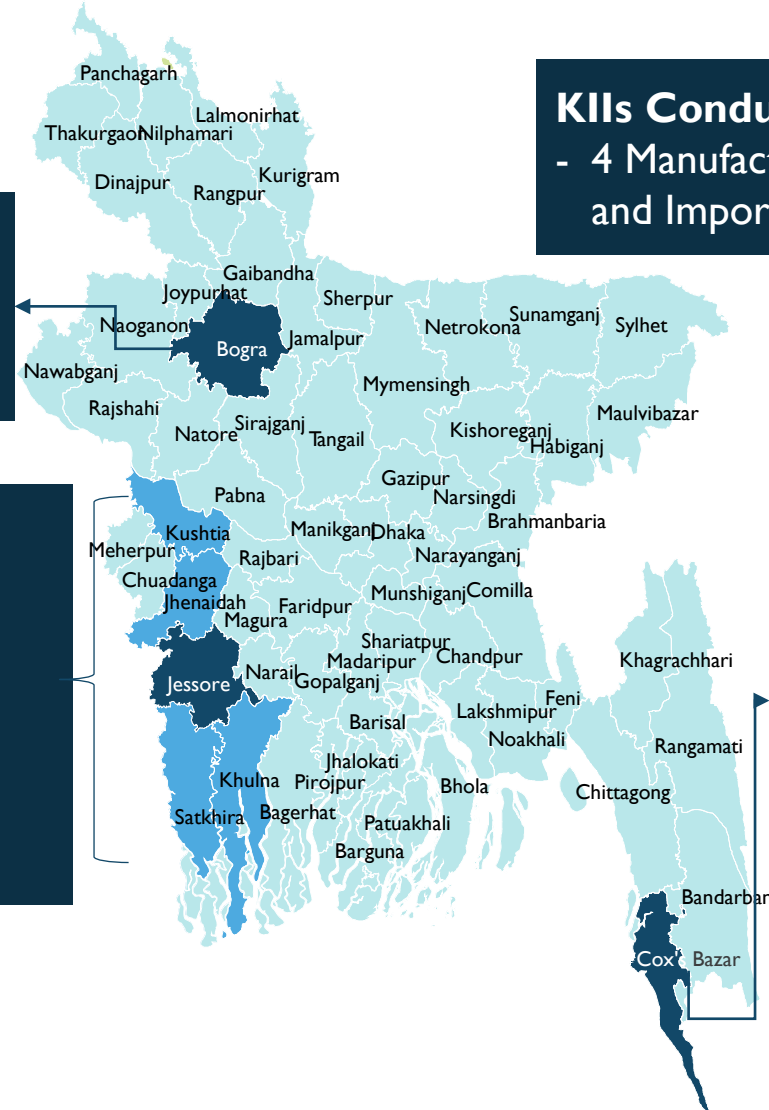 Panchagarh
KIIs Condu
- 4 Manufac
and Impor
Lalmonirhat
Thakurgaon
Nilphamari
Dinajpur
Rangpur
Kurigram
Gaibandha
Joypurhat
Sherpur
Naoganon
Netrokona
Sunamganj
Sylhet
Bogra
Jamalpur
Nawabganj
Mymensingh
Rajshahi
Maulvibazar
Natore
Sirajganj
Tangail
Kishoreganj
Habiganj
Gazipur
Pabna
Narsingdi
Kushtia
Manikganj
Dhaka
Brahmanbaria
Meherpur
Rajbari
Narayanganj
Chuadanga
Jhenaidah
Faridpur
Munshiganj
Comilla
Magura
Shariatpur
Madaripur
Chandpur
Khagrachhari
Jessore
Narail
Gopalganj
Feni
Lakshmipur
Barisal
Noakhali
Rangamati
Jhalokati
Khulna
Pirojpur
Bhola
Chittagong
Satkhira
Bagerhat
Patuakhali
Barguna
Bandarban
Cox's Bazar